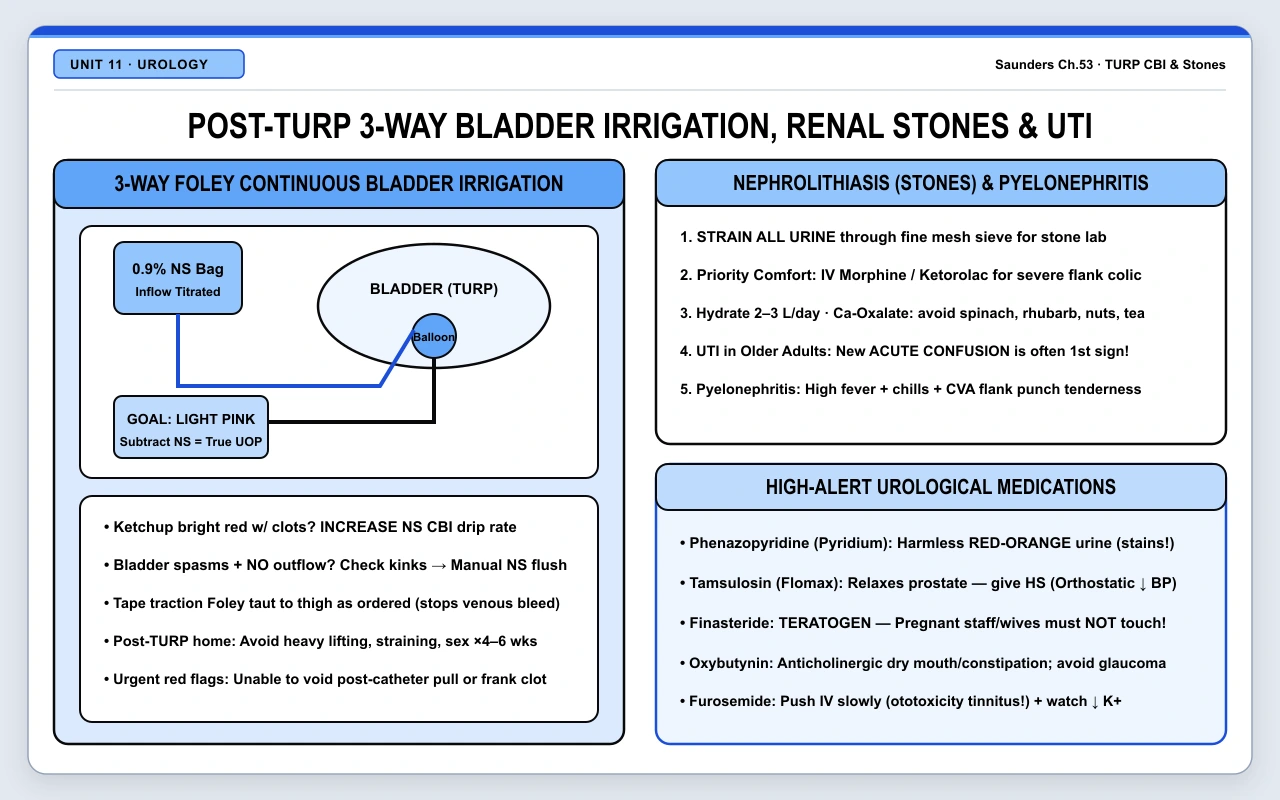 UNIT 11 · UROLOGY
Saunders Ch.53 · TURP CBI & Stones
POST-TURP 3-WAY BLADDER IRRIGATION, RENAL STONES & UTI
3-WAY FOLEY CONTINUOUS BLADDER IRRIGATION
0.9% NS Bag
Inflow Titrated
BLADDER (TURP)
Balloon
GOAL: LIGHT PINK
Subtract NS = True UOP
• Ketchup bright red w/ clots? INCREASE NS CBI drip rate
• Bladder spasms + NO outflow? Check kinks → Manual NS flush
• Tape traction Foley taut to thigh as ordered (stops venous bleed)
• Post-TURP home: Avoid heavy lifting, straining, sex ×4–6 wks
• Urgent red flags: Unable to void post-catheter pull or frank clot
NEPHROLITHIASIS (STONES) & PYELONEPHRITIS
1. STRAIN ALL URINE through fine mesh sieve for stone lab
2. Priority Comfort: IV Morphine / Ketorolac for severe flank colic
3. Hydrate 2–3 L/day · Ca-Oxalate: avoid spinach, rhubarb, nuts, tea
4. UTI in Older Adults: New ACUTE CONFUSION is often 1st sign!
5. Pyelonephritis: High fever + chills + CVA flank punch tenderness
HIGH-ALERT UROLOGICAL MEDICATIONS
• Phenazopyridine (Pyridium): Harmless RED-ORANGE urine (stains!)
• Tamsulosin (Flomax): Relaxes prostate — give HS (Orthostatic ↓ BP)
• Finasteride: TERATOGEN — Pregnant staff/wives must NOT touch!
• Oxybutynin: Anticholinergic dry mouth/constipation; avoid glaucoma
• Furosemide: Push IV slowly (ototoxicity tinnitus!) + watch ↓ K+